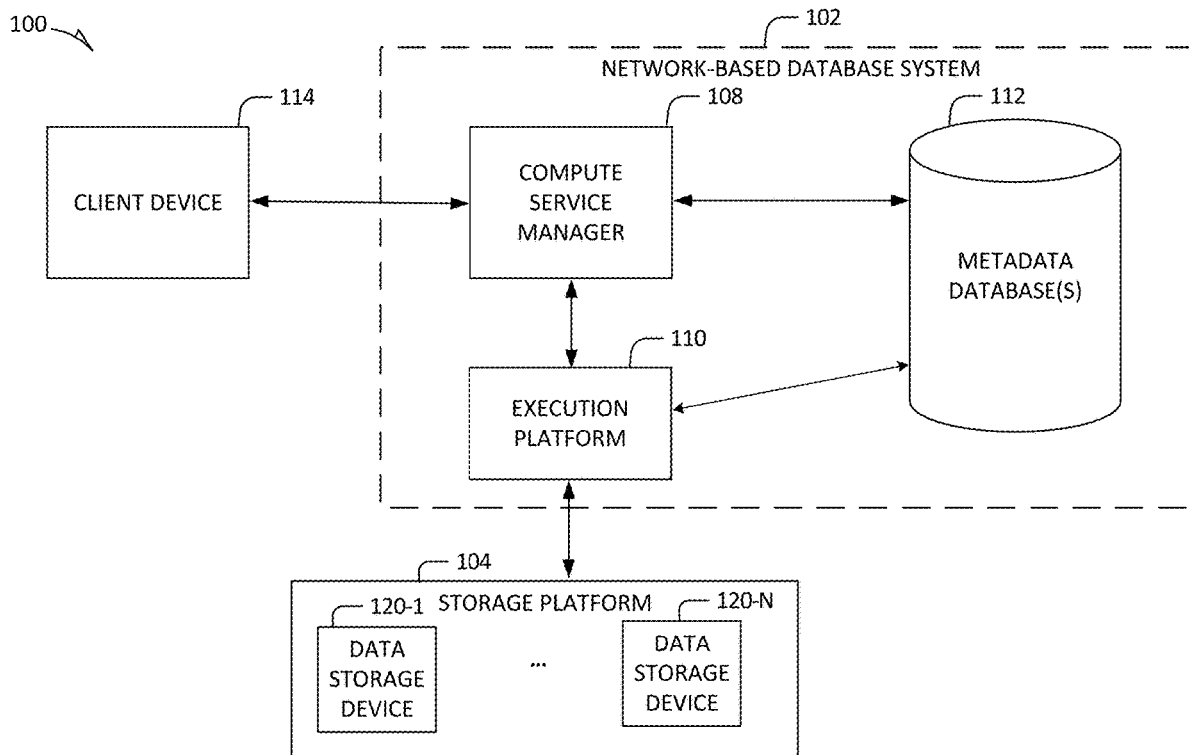 100
102
NETWORK-BASED DATABASE SYSTEM
114
108
112
CLIENT DEVICE
COMPUTE
SERVICE
MANAGER
METADATA
DATABASE(S)
110
EXECUTION
PLATFORM
104
STORAGE PLATFORM
120-1
120-N
DATA
STORAGE
DEVICE
...
DATA
STORAGE
DEVICE